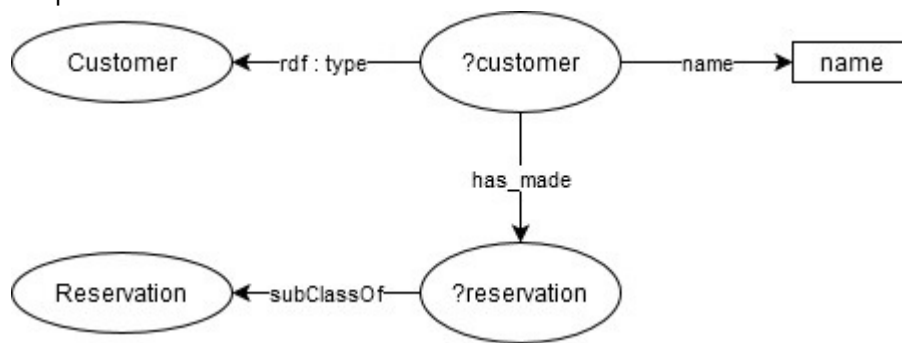 Customer
rdf : type
?customer
name
name
has_made
Reservation
subClassOf
?reservation